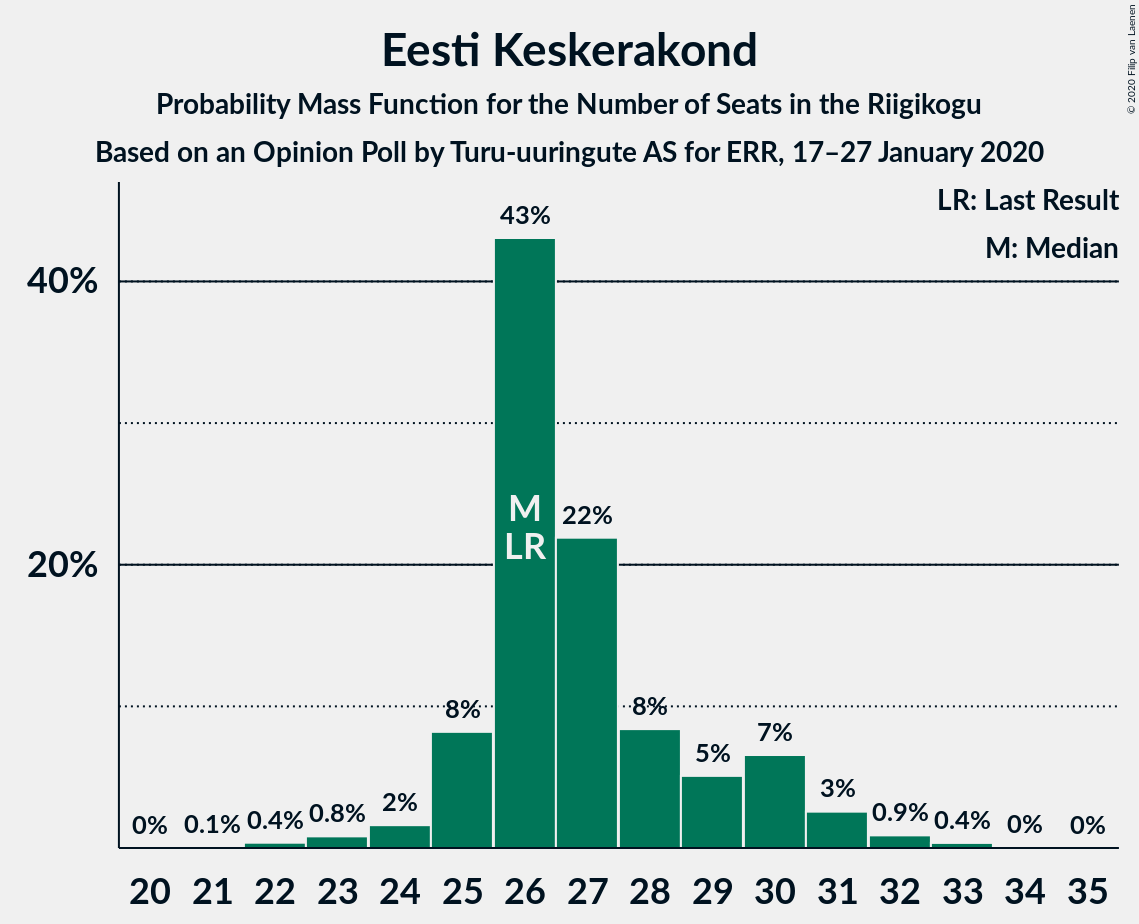 Eesti Keskerakond
Probability Mass Function for the Number of Seats in the Riigikogu
Based on an Opinion Poll by Turu-uuringute AS for ERR, 17–27 January 2020
© 2020 Filip van Laenen
LR: Last Result
M: Median
40%
20%
0%
0.1%
0.4%
0.8%
2%
8%
43%
M
LR
22%
8%
5%
7%
3%
0.9%
0.4%
0%
0%
20 21 22 23 24 25 26 27 28 29 30 31 32 33 34 35